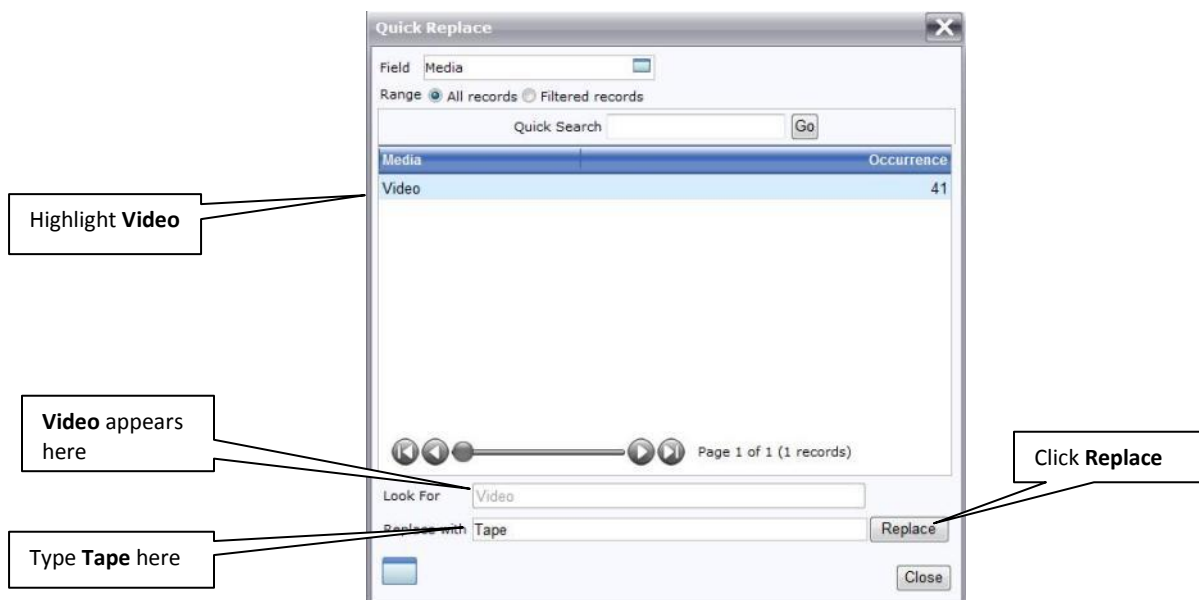 Quick Replace
Field Media
Range All records Filtered records
Quick Search Go
Media Occurrence
Video 41
Highlight Video
Page 1 of 1 (1 records)
Video appears
here
Click Replace
Look For Video
Replace with Tape Replace
Type Tape here
Close